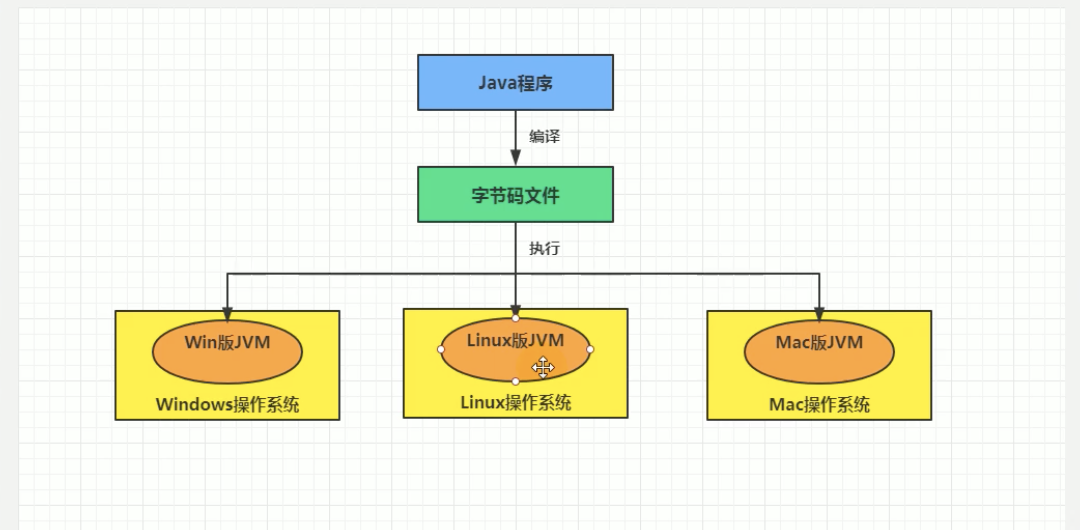 Java程序
编译
字节码文件
执行
Win版JVM
Windows操作系统
Linux版JVM
Linux操作系统
Mac版JVM
Mac操作系统